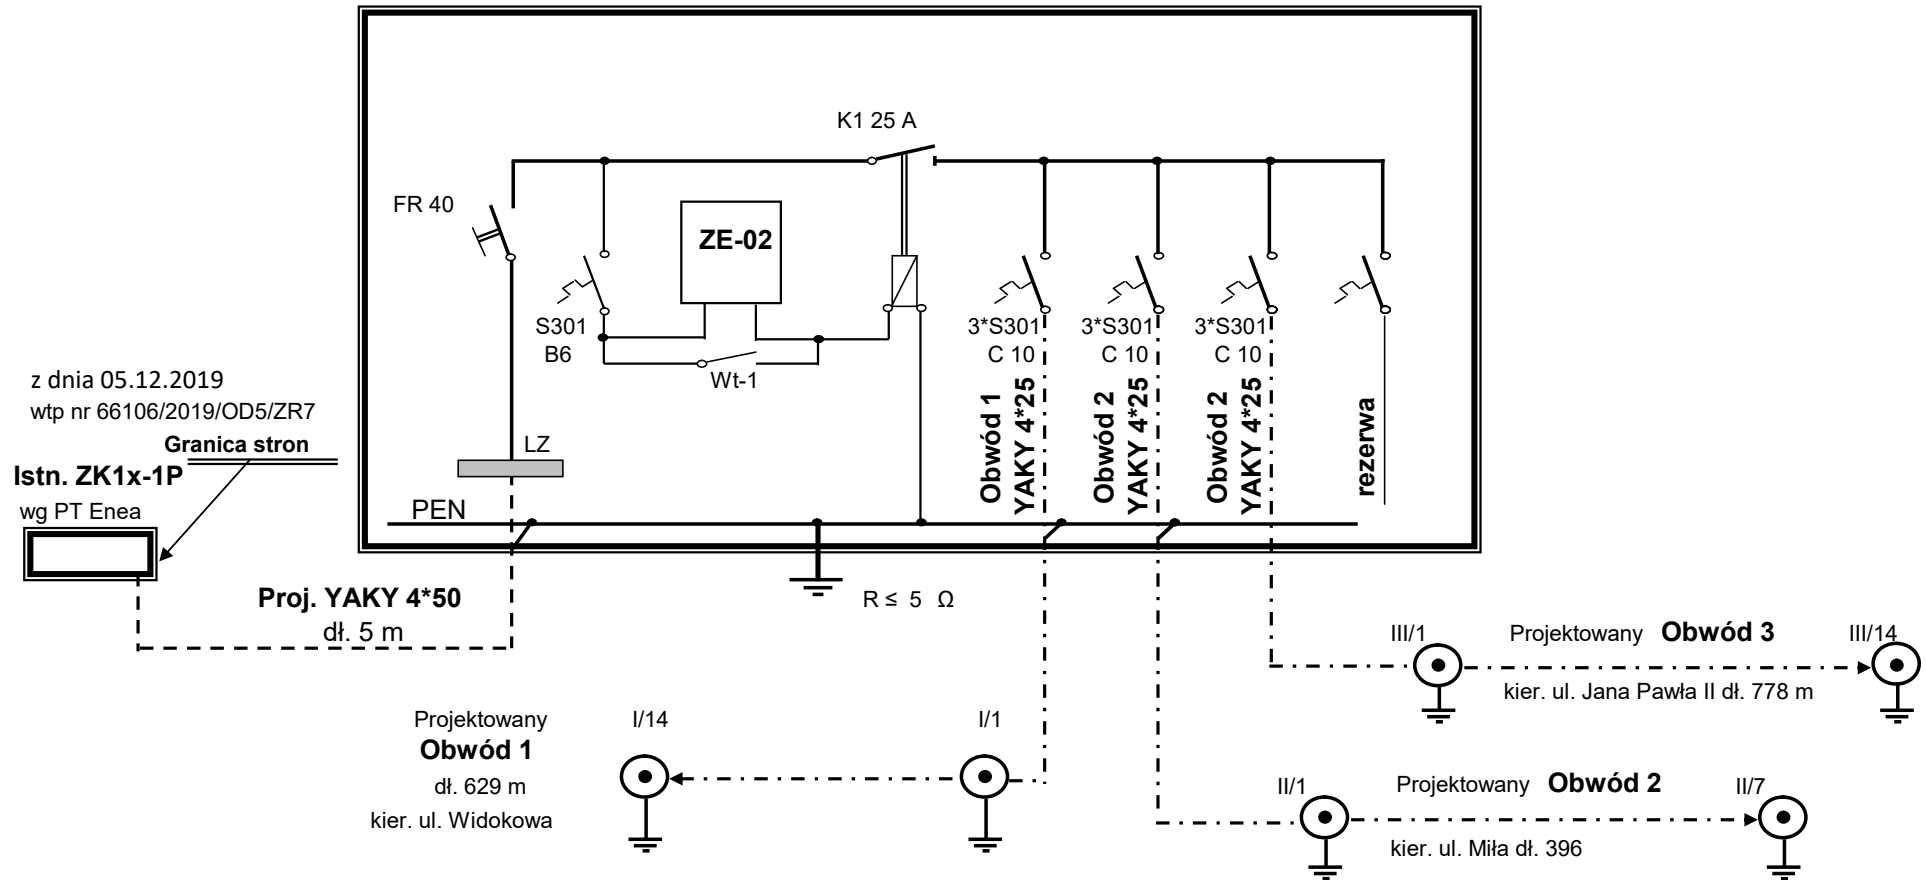 K1 25 A
FR 40
ZE-02
S301
B6
Wt-1
3*S301
C 10
3*S301
C 10
3*S301
C 10
Obwód 1
YAKY 4*25
Obwód 2
YAKY 4*25
Obwód 2
YAKY 4*25
rezerwa
z dnia 05.12.2019
wtp nr 66106/2019/OD5/ZR7
Granica stron
Istn. ZK1x-1P
wg PT Enea
LZ
PEN
Proj. YAKY 4*50
dł. 5 m
R ≤ 5 Ω
III/1
Projektowany Obwód 3
III/14
kier. ul. Jana Pawła II dł. 778 m
Projektowany
Obwód 1
dł. 629 m
kier. ul. Widokowa
I/14
I/1
II/1
Projektowany Obwód 2
II/7
kier. ul. Miła dł. 396